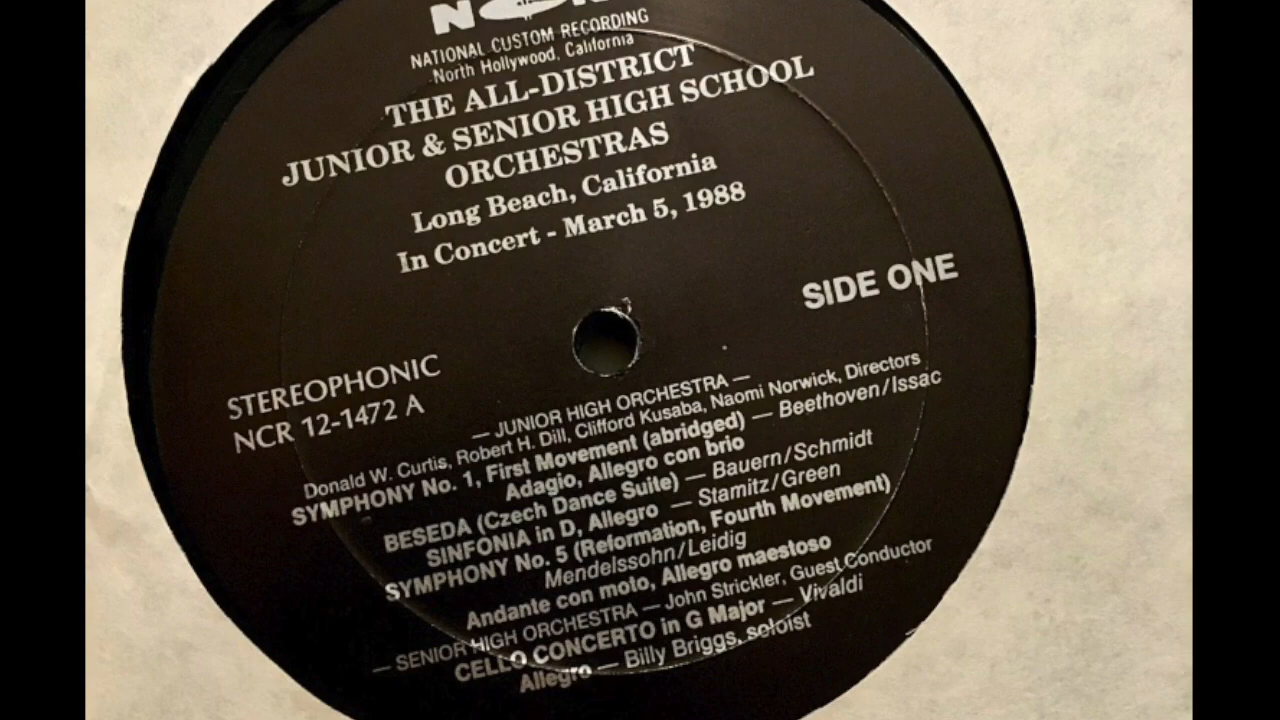 NATIONAL CUSTOM RECORDING
North Hollywood, California
THE ALL-DISTRICT
JUNIOR & SENIOR HIGH SCHOOL
ORCHESTRAS
Long Beach, California
In Concert - March 5, 1988
SIDE ONE
STEREOPHONIC
NCR 12-1472 A
— JUNIOR HIGH ORCHESTRA —
Donald W. Curtis, Robert H. Dill, Clifford Kusaba, Naomi Norwick, Directors
SYMPHONY No. 1, First Movement (abridged) — Beethoven/Issac
Adagio, Allegro con brio
BESEDA (Czech Dance Suite) — Bauern/Schmidt
SINFONIA in D, Allegro — Stamitz/Green
SYMPHONY No. 5 (Reformation, Fourth Movement)
Mendelssohn/Leidig
Andante con moto, Allegro maestoso
— SENIOR HIGH ORCHESTRA — John Strickler, Guest Conductor
CELLO CONCERTO in G Major — Vivaldi
Allegro — Billy Briggs, soloist